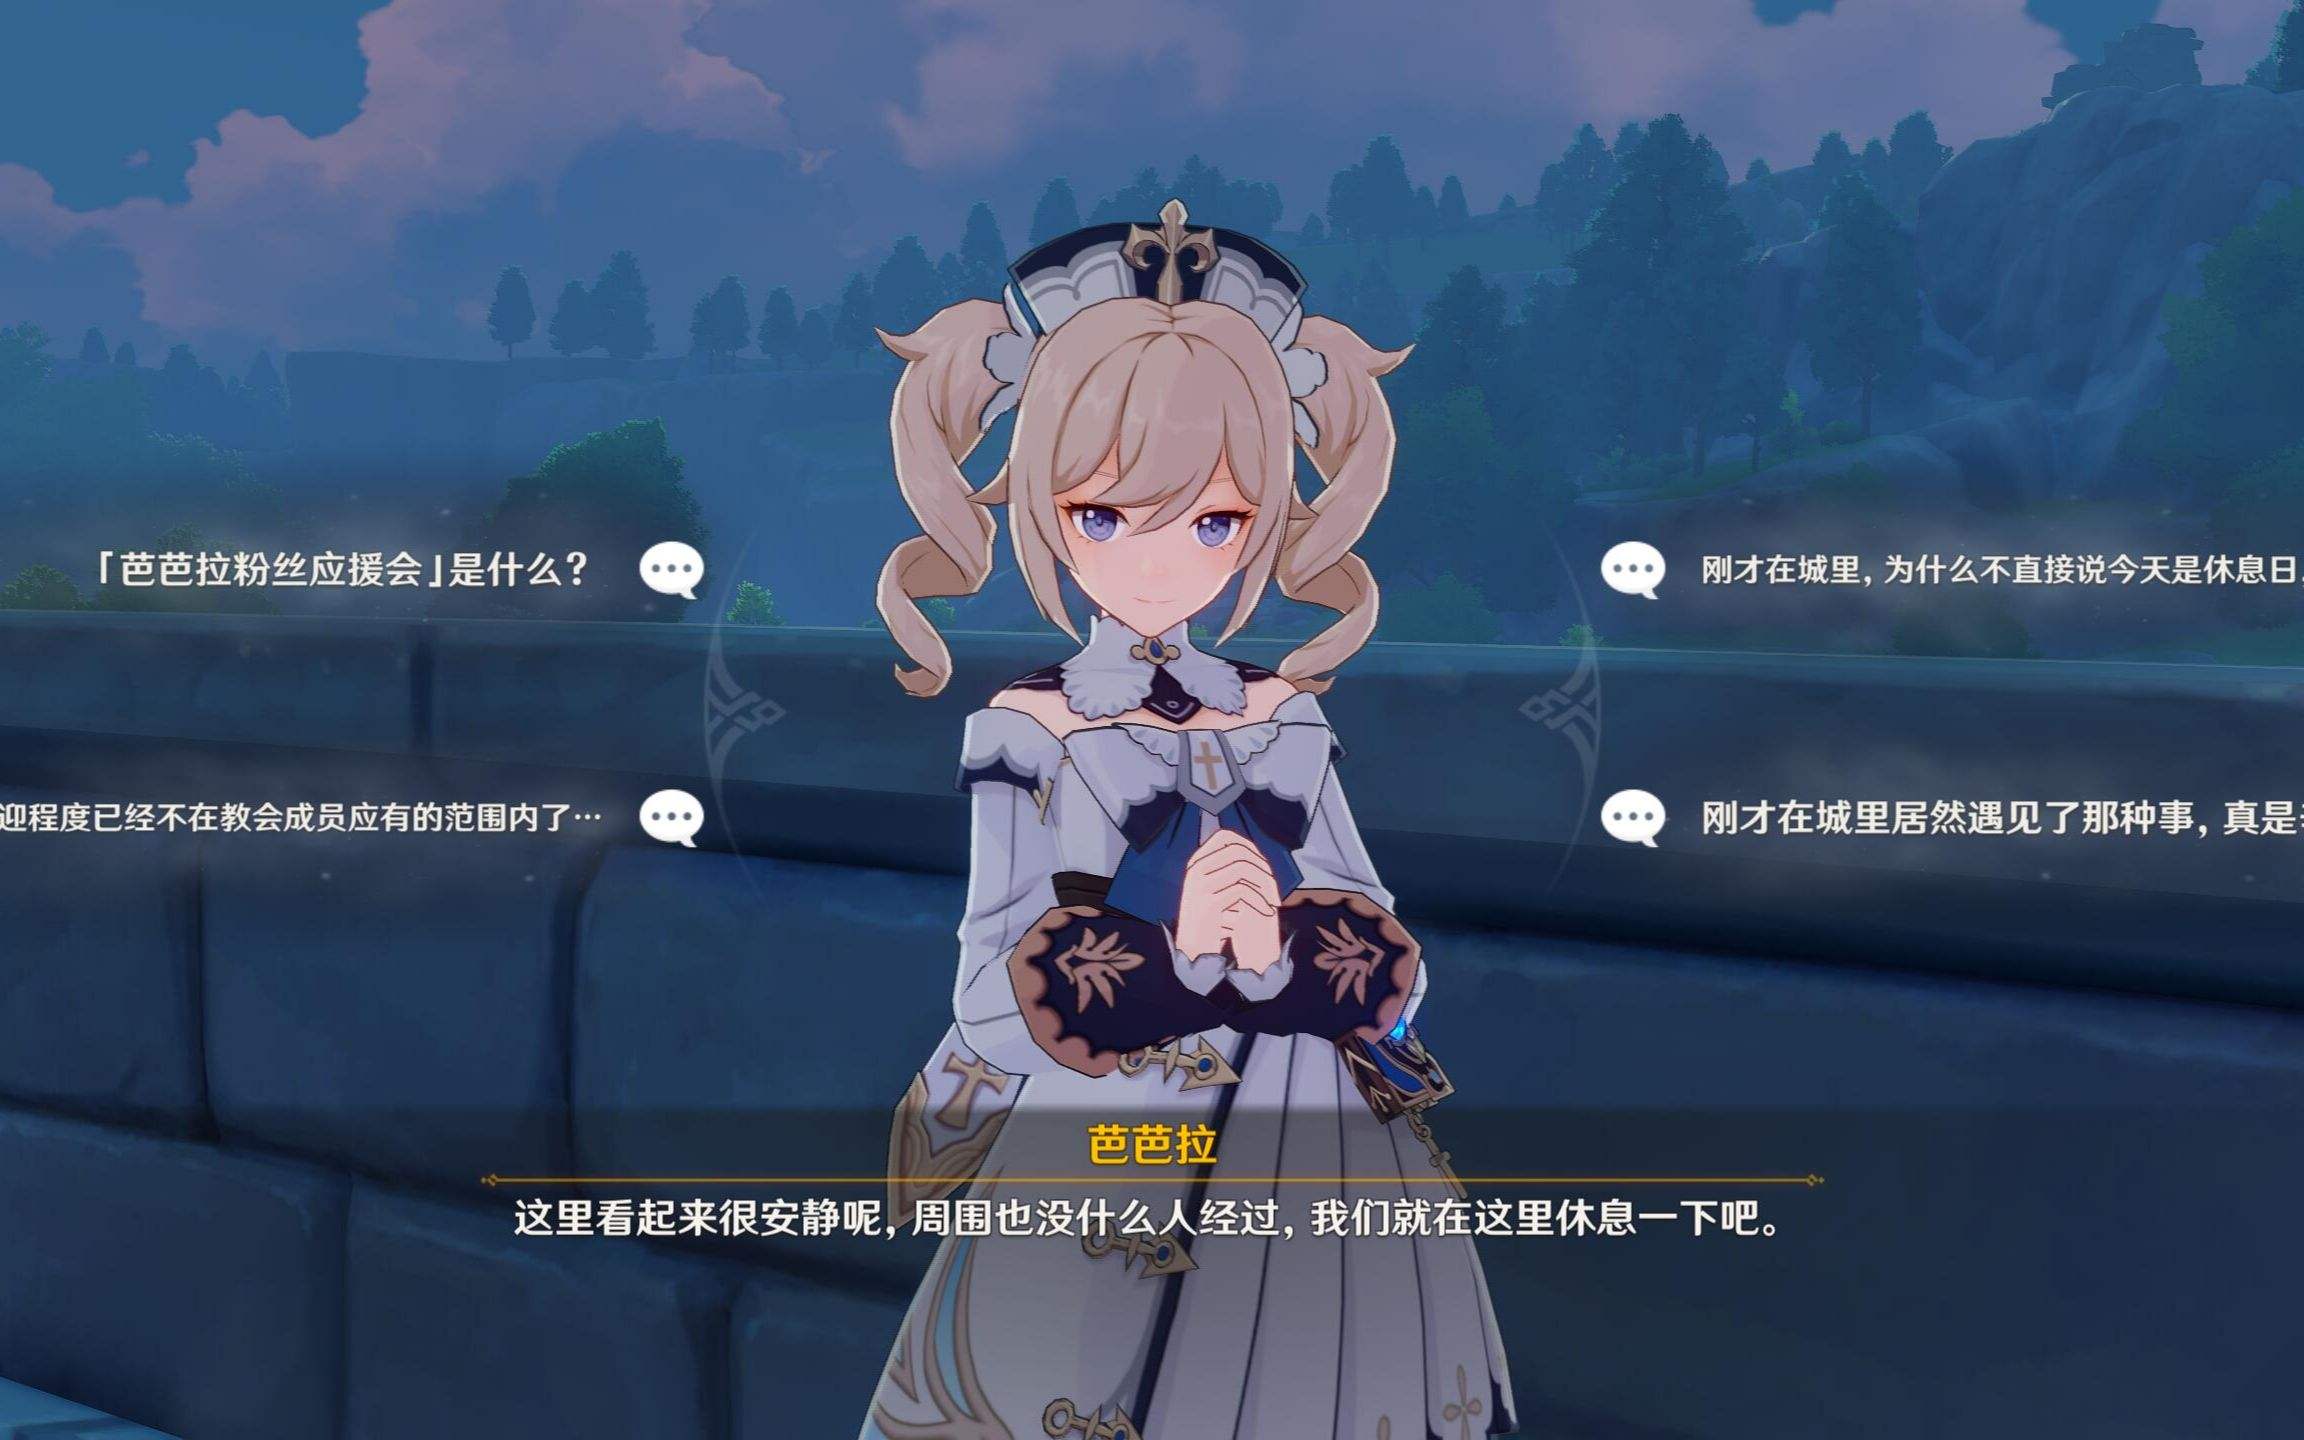 「芭芭拉粉丝应援会」是什么?
刚才在城里,为什么不直接说今天是休息日
迎程度已经不在教会成员应有的范围内了…
刚才在城里居然遇见了那种事,真是
芭芭拉
这里看起来很安静呢,周围也没什么人经过,我们就在这里休息一下吧。